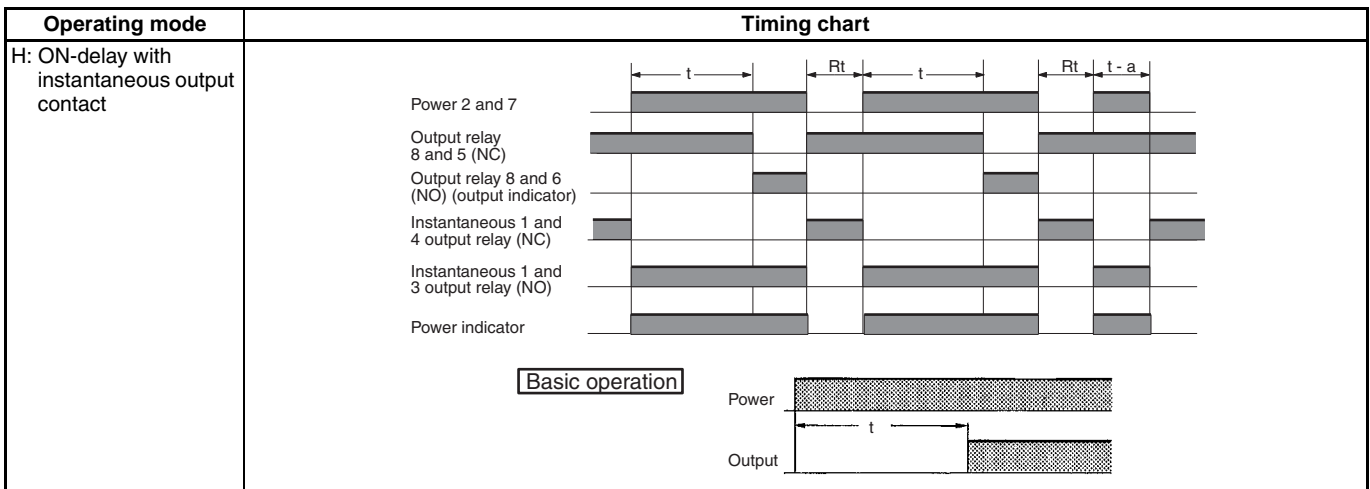 Operating mode
Timing chart
H: ON-delay with
instantaneous output
contact
t
Rt
t
Rt
t - a
Power 2 and 7
Output relay
8 and 5 (NC)
Output relay 8 and 6
(NO) (output indicator)
Instantaneous 1 and
4 output relay (NC)
Instantaneous 1 and
3 output relay (NO)
Power indicator
Basic operation
Power
t
Output